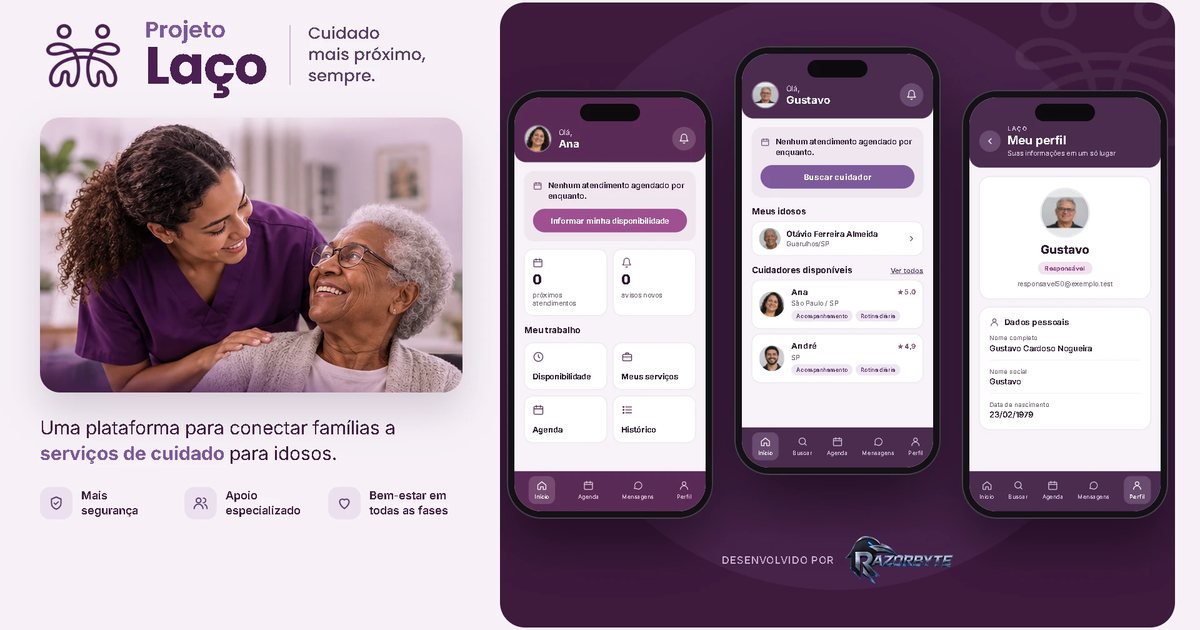 Projeto
Laço
Cuidado
mais próximo,
sempre.
Uma plataforma para conectar famílias a
serviços de cuidado para idosos.
Mais
segurança
Apoio
especializado
Bem-estar em
todas as fases
Olá,
Ana
Nenhum atendimento agendado por
enquanto.
Informar minha disponibilidade
0
próximos
atendimentos
0
avisos novos
Meu trabalho
Disponibilidade
Meus serviços
Agenda
Histórico
Início
Agenda
Mensagens
Perfil
Olá,
Gustavo
Nenhum atendimento agendado por
enquanto.
Buscar cuidador
Meus idosos
Otávio Ferreira Almeida
Guarulhos/SP
Cuidadores disponíveis
Ver todos
Ana
★ 5.0
São Paulo / SP
Acompanhamento
Rotina diária
André
★ 4,9
SP
Acompanhamento
Rotina diária
Início
Buscar
Agenda
Mensagens
Perfil
LAÇO
Meu perfil
Suas informações em um só lugar
Gustavo
Responsável
responsavel50@exemplo.test
Dados pessoais
Nome completo
Gustavo Cardoso Nogueira
Nome social
Gustavo
Data de nascimento
23/02/1979
Início
Buscar
Agenda
Mensagens
Perfil
DESENVOLVIDO POR
RAZORBYTE